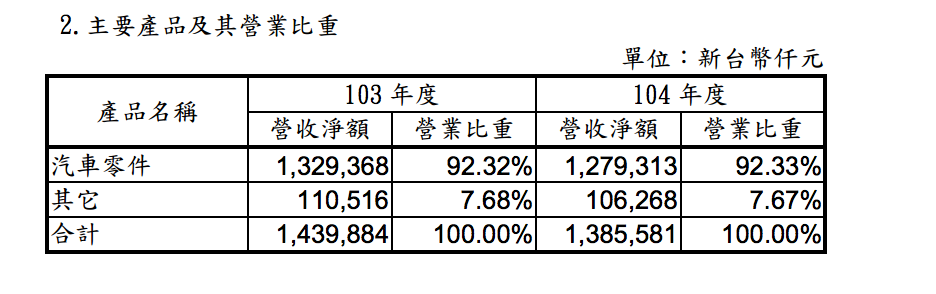 2.主要產品及其營業比重
單位：新台幣仟元
產品名稱 103 年度 104 年度
營收淨額 營業比重 營收淨額 營業比重
汽車零件 1,329,368 92.32% 1,279,313 92.33%
其它 110,516 7.68% 106,268 7.67%
合計 1,439,884 100.00% 1,385,581 100.00%